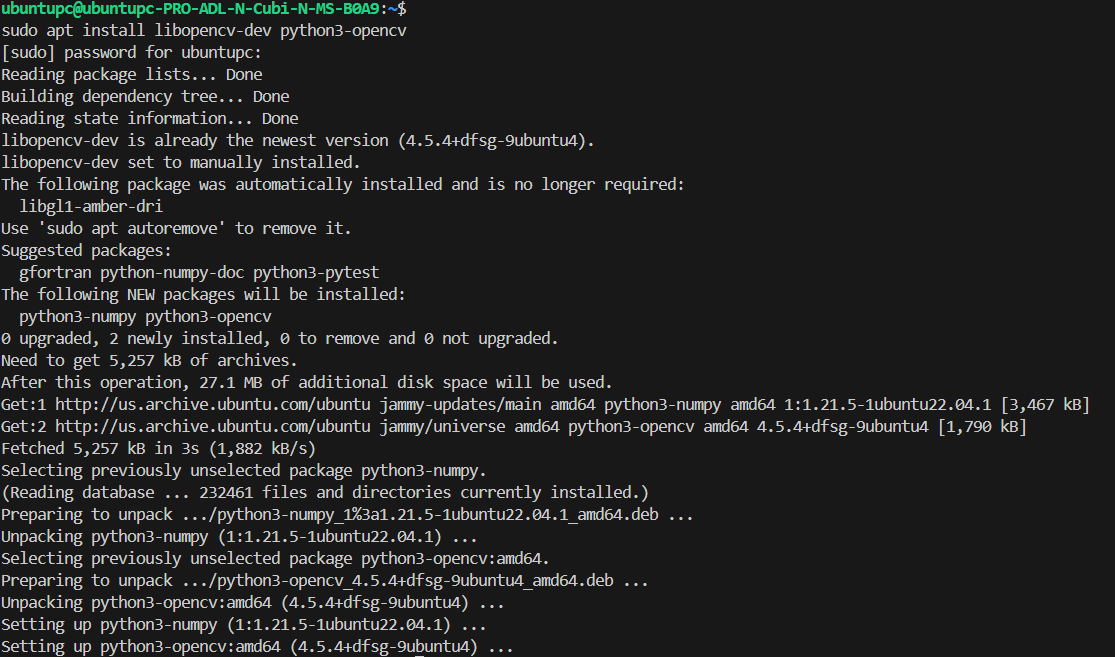 ubuntupc@ubuntupc-PRO-ADL-N-Cubi-N-MS-B0A9:~$
sudo apt install libopencv-dev python3-opencv
[sudo] password for ubuntupc:
Reading package lists... Done
Building dependency tree... Done
Reading state information... Done
libopencv-dev is already the newest version (4.5.4+dfsg-9ubuntu4).
libopencv-dev set to manually installed.
The following package was automatically installed and is no longer required:
  libgl1-amber-dri
Use 'sudo apt autoremove' to remove it.
Suggested packages:
  gfortran python-numpy-doc python3-pytest
The following NEW packages will be installed:
  python3-numpy python3-opencv
0 upgraded, 2 newly installed, 0 to remove and 0 not upgraded.
Need to get 5,257 kB of archives.
After this operation, 27.1 MB of additional disk space will be used.
Get:1 http://us.archive.ubuntu.com/ubuntu jammy-updates/main amd64 python3-numpy amd64 1:1.21.5-1ubuntu22.04.1 [3,467 kB]
Get:2 http://us.archive.ubuntu.com/ubuntu jammy/universe amd64 python3-opencv amd64 4.5.4+dfsg-9ubuntu4 [1,790 kB]
Fetched 5,257 kB in 3s (1,882 kB/s)
Selecting previously unselected package python3-numpy.
(Reading database ... 232461 files and directories currently installed.)
Preparing to unpack .../python3-numpy_1%3a1.21.5-1ubuntu22.04.1_amd64.deb ...
Unpacking python3-numpy (1:1.21.5-1ubuntu22.04.1) ...
Selecting previously unselected package python3-opencv:amd64.
Preparing to unpack .../python3-opencv_4.5.4+dfsg-9ubuntu4_amd64.deb ...
Unpacking python3-opencv:amd64 (4.5.4+dfsg-9ubuntu4) ...
Setting up python3-numpy (1:1.21.5-1ubuntu22.04.1) ...
Setting up python3-opencv:amd64 (4.5.4+dfsg-9ubuntu4) ...